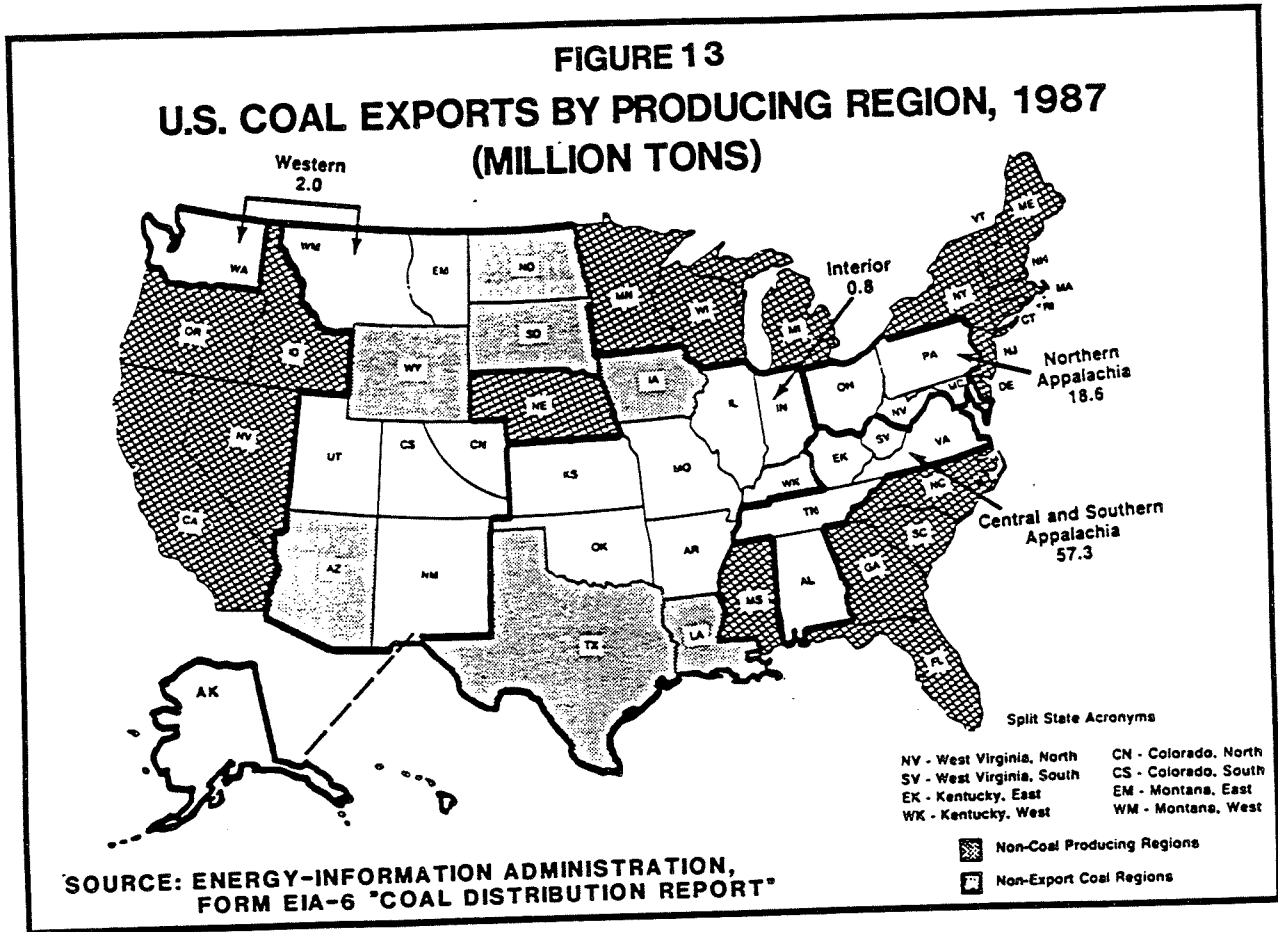 FIGURE 13
U.S. COAL EXPORTS BY PRODUCING REGION, 1987
(MILLION TONS)
Western
2.0
WA
WM
EM
ND
SD
OR
ID
WY
NE
NV
CA
UT
CS
CN
AZ
NM
KS
OK
TX
MN
WI
MI
IA
IL
IN
OH
MO
AR
LA
WK
EK
TN
MS
AL
NV
SV
VA
NC
SC
GA
FL
PA
NY
VT
ME
NH
MA
RI
CT
NJ
DE
Interior
0.8
Northern
Appalachia
18.6
Central and Southern
Appalachia
57.3
AK
Split State Acronyms
NV - West Virginia, North
SV - West Virginia, South
EK - Kentucky, East
WK - Kentucky, West
CN - Colorado, North
CS - Colorado, South
EM - Montana, East
WM - Montana, West
Non-Coal Producing Regions
Non-Export Coal Regions
SOURCE: ENERGY-INFORMATION ADMINISTRATION,
FORM EIA-6 "COAL DISTRIBUTION REPORT"